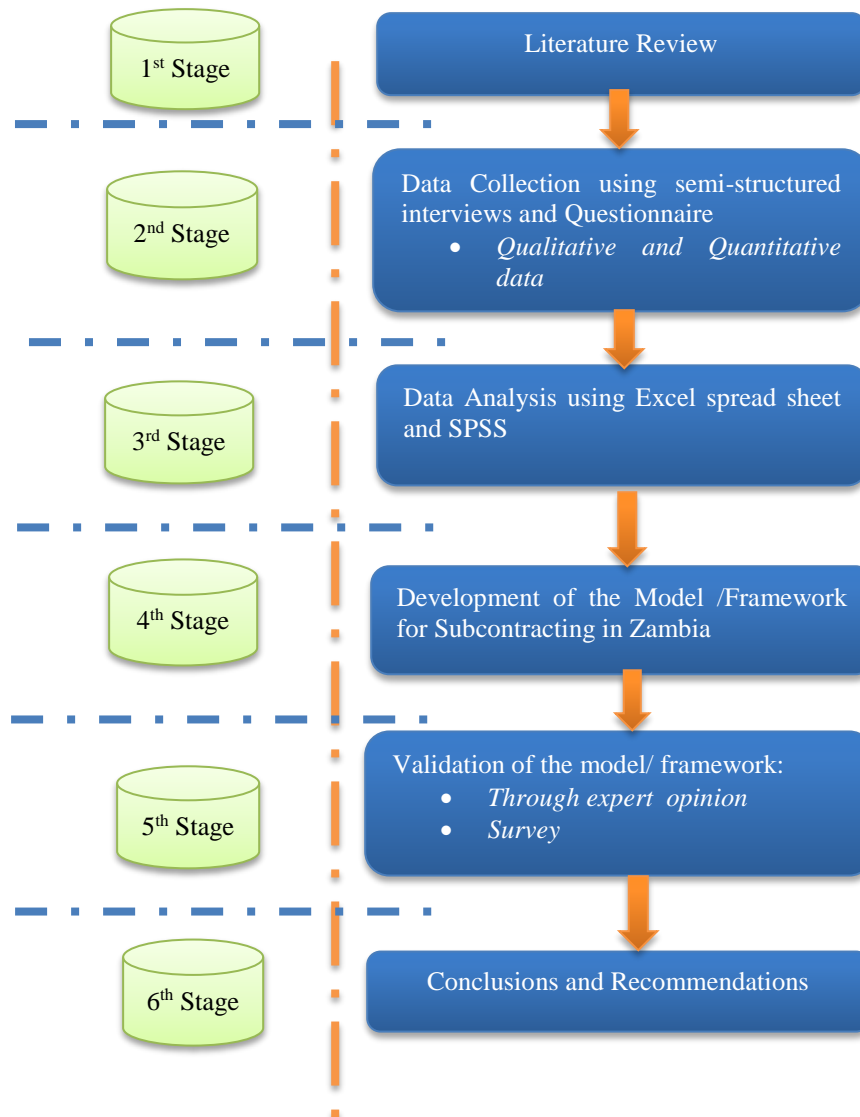 1st Stage
Literature Review
2nd Stage
Data Collection using semi-structured
interviews and Questionnaire
• Qualitative and Quantitative
data
3rd Stage
Data Analysis using Excel spread sheet
and SPSS
4th Stage
Development of the Model /Framework
for Subcontracting in Zambia
5th Stage
Validation of the model/ framework:
• Through expert opinion
• Survey
6th Stage
Conclusions and Recommendations